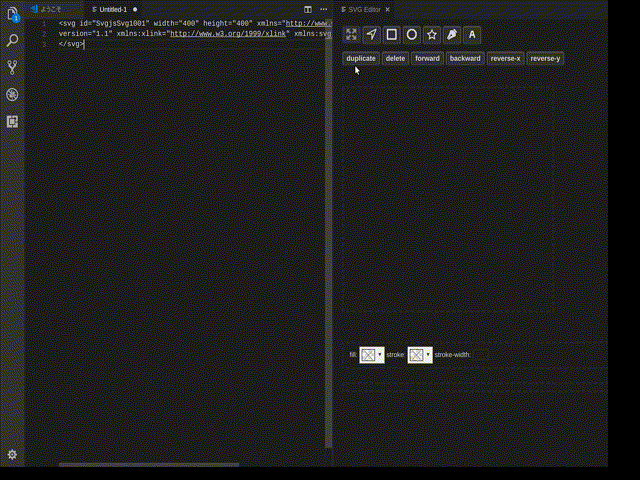 ようこそ
Untitled-1
SVG Editor
1
1 <svg id="SvgjsSvg1001" width="400" height="400" xmlns="http://www.
2 version="1.1" xmlns:xlink="http://www.w3.org/1999/xlink" xmlns:svg
3 </svg>
A
duplicate delete forward backward reverse-x reverse-y
fill: stroke: stroke-width: